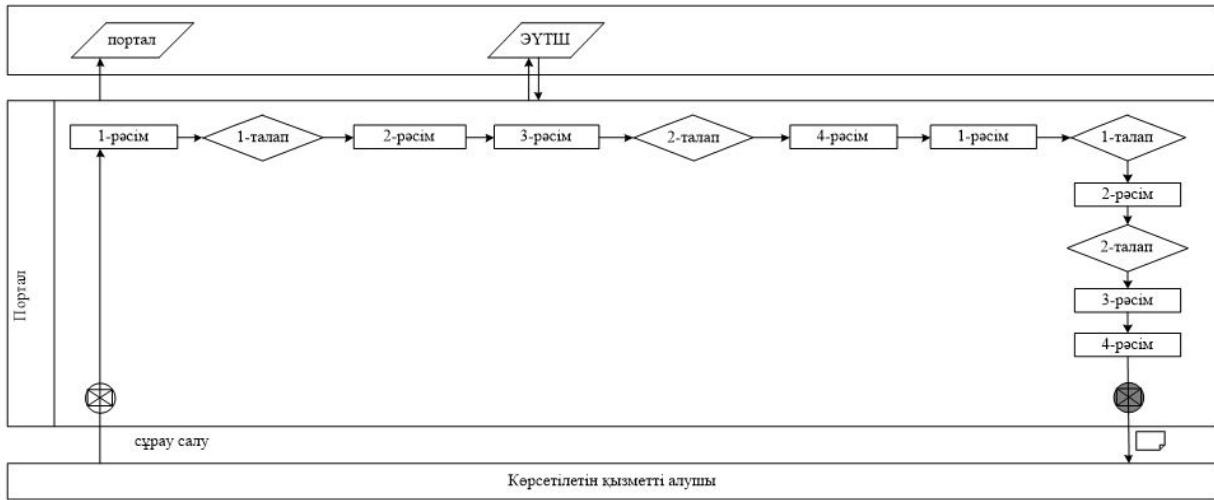 портал
ЭҮТШ
1-рәсім
1-талап
2-рәсім
3-рәсім
2-талап
4-рәсім
1-рәсім
1-талап
2-рәсім
2-талап
3-рәсім
4-рәсім
Портал
сұрау салу
Көрсетілетін қызметті алушы